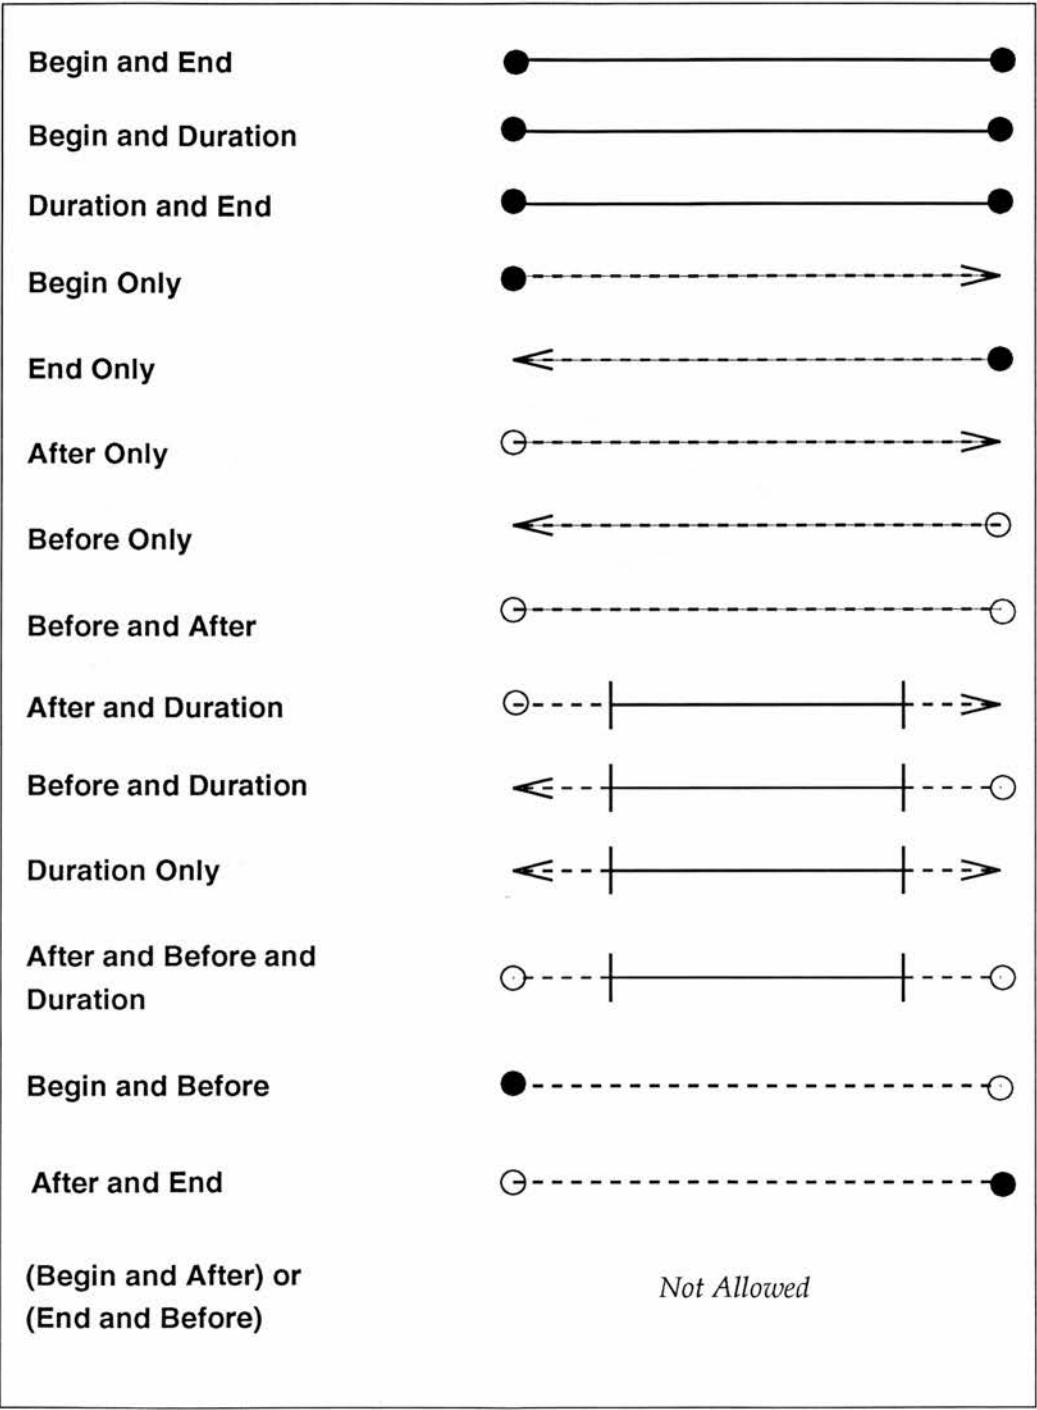 Begin and End
Begin and Duration
Duration and End
Begin Only
End Only
After Only
Before Only
Before and After
After and Duration
Before and Duration
Duration Only
After and Before and
Duration
Begin and Before
After and End
(Begin and After) or
(End and Before)
Not Allowed